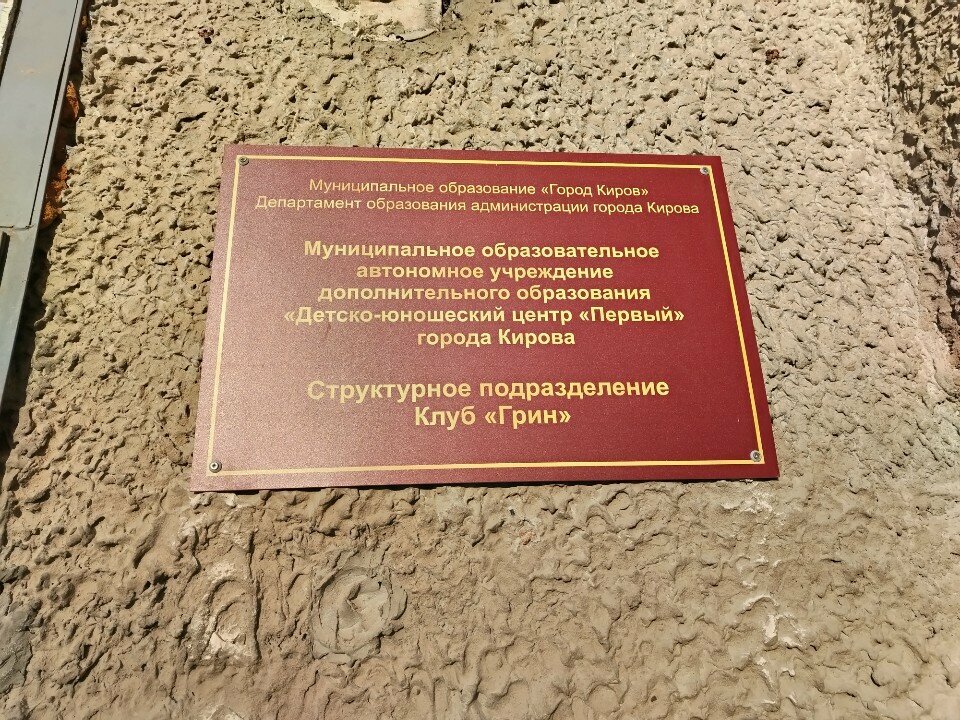 Муниципальное образование «Город Киров»
Департамент образования администрации города Кирова
Муниципальное образовательное
автономное учреждение
дополнительного образования
«Детско-юношеский центр «Первый»
города Кирова
Структурное подразделение
Клуб «Грин»